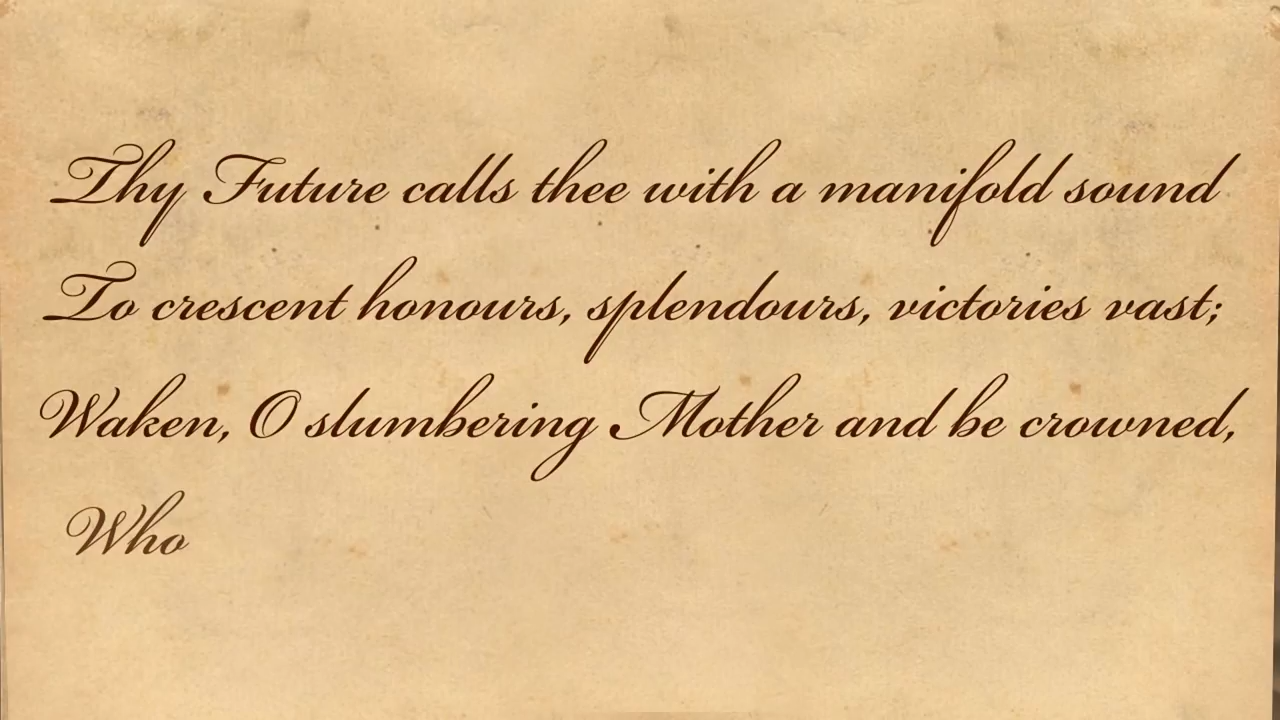 Thy Future calls thee with a manifold sound
To crescent honours, splendours, victories vast;
Waken, O slumbering Mother and be crowned,
Who